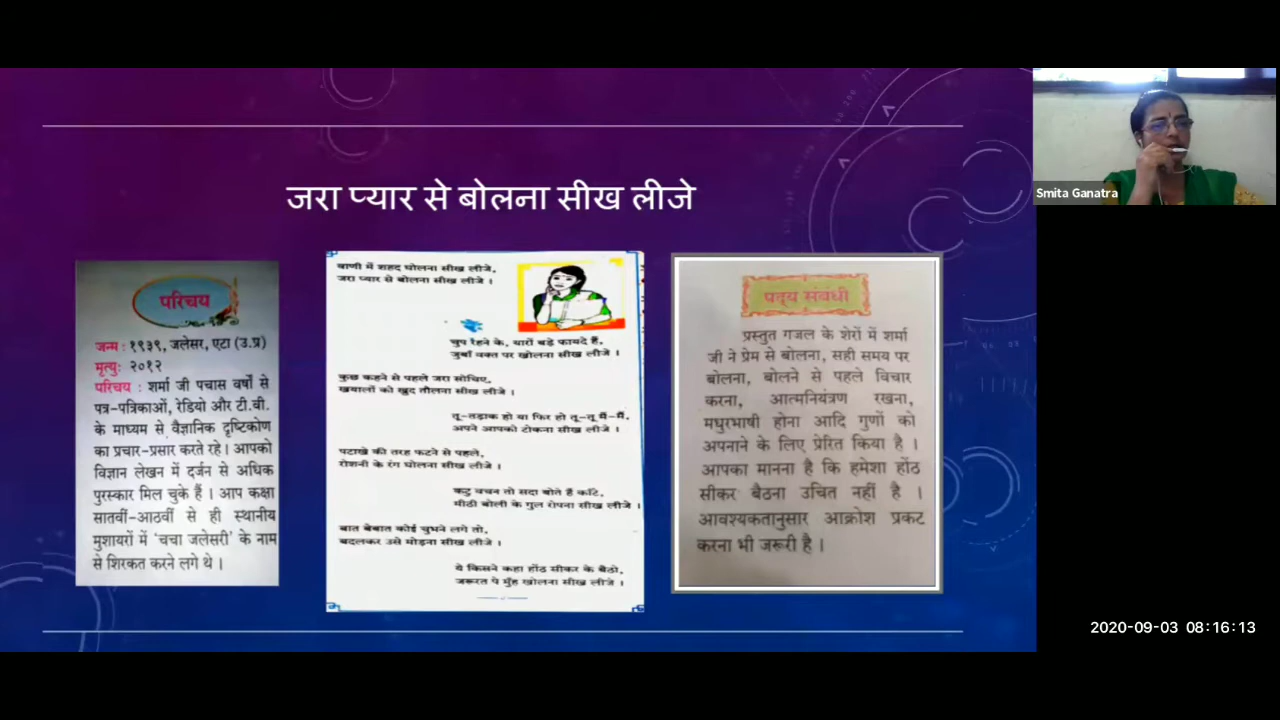 जरा प्यार से बोलना सीख लीजे
परिचय
जन्म : १९३९, जलेसर, एटा (उ.प्र)
मृत्युः २०१२
परिचय : शर्मा जी पचास वर्षों से
पत्र-पत्रिकाओं, रेडियो और टी.वी.
के माध्यम से वैज्ञानिक दृष्टिकोण
का प्रचार-प्रसार करते रहे । आपको
विज्ञान लेखन में दर्जन से अधिक
पुरस्कार मिल चुके हैं । आप कक्षा
सातवीं-आठवीं से ही स्थानीय
मुशायरों में ‘चचा जलेसरी’ के नाम
से शिरकत करने लगे थे ।
वाणी में शहद घोलना सीख लीजे,
जरा प्यार से बोलना सीख लीजे ।
चुप रहने के, यारों बड़े फायदे हैं,
जुबाँ वक्त पर खोलना सीख लीजे ।
कुछ कहने से पहले जरा सोचिए,
खयालों को खुद तौलना सीख लीजे ।
तू-तड़ाक हो या फिर हो तू-तू मैं-मैं,
अपने आपको टोकना सीख लीजे ।
पटाखे की तरह फटने से पहले,
रोशनी के रंग घोलना सीख लीजे ।
कटु वचन तो सदा बोते हैं काँटे,
मीठी बोली के गुल रोपना सीख लीजे ।
बात बेबात कोई चुभने लगे तो,
बदलकर उसे मोड़ना सीख लीजे ।
ये किसने कहा होंठ सीकर के बैठो,
जरूरत पे मुँह खोलना सीख लीजे ।
पद्य संबंधी
प्रस्तुत गजल के शेरों में शर्मा
जी ने प्रेम से बोलना, सही समय पर
बोलना, बोलने से पहले विचार
करना, आत्मनियंत्रण रखना,
मधुरभाषी होना आदि गुणों को
अपनाने के लिए प्रेरित किया है ।
आपका मानना है कि हमेशा होंठ
सीकर बैठना उचित नहीं है ।
आवश्यकतानुसार आक्रोश प्रकट
करना भी जरूरी है ।
Smita Ganatra
2020-09-03 08:16:13